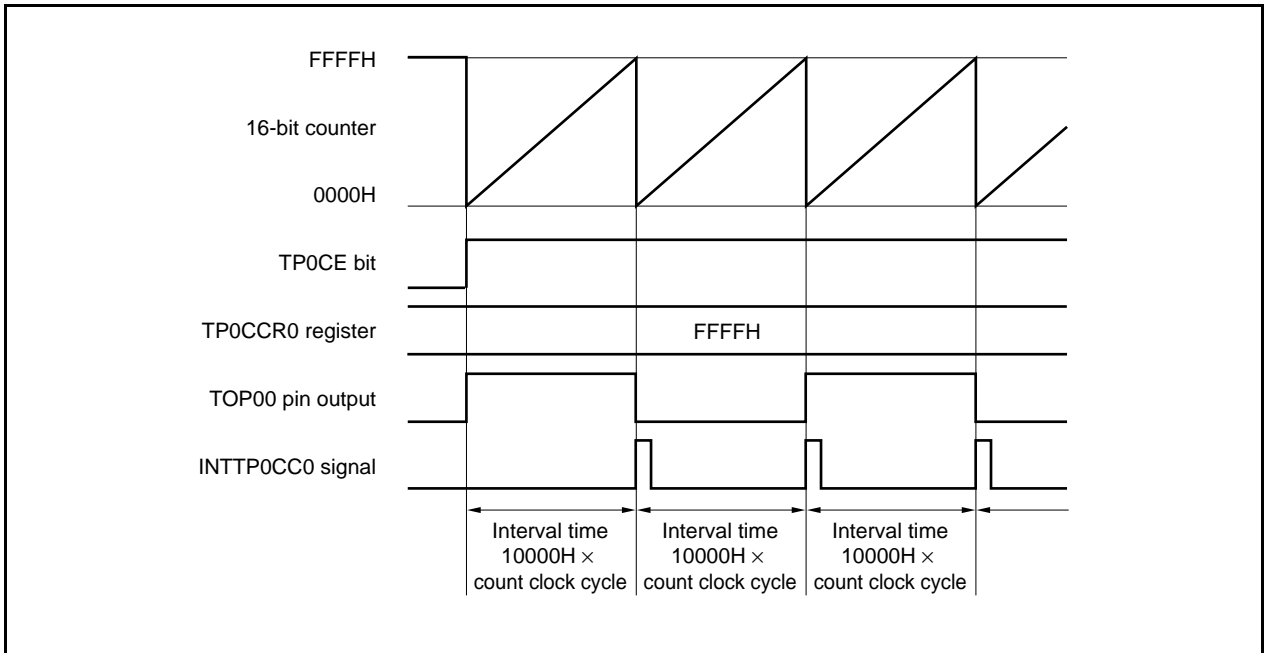 FFFFH
16-bit counter
0000H
TP0CE bit
TP0CCR0 register
FFFFH
TOP00 pin output
INTTP0CC0 signal
Interval time
10000H ×
count clock cycle
Interval time
10000H ×
count clock cycle
Interval time
10000H ×
count clock cycle